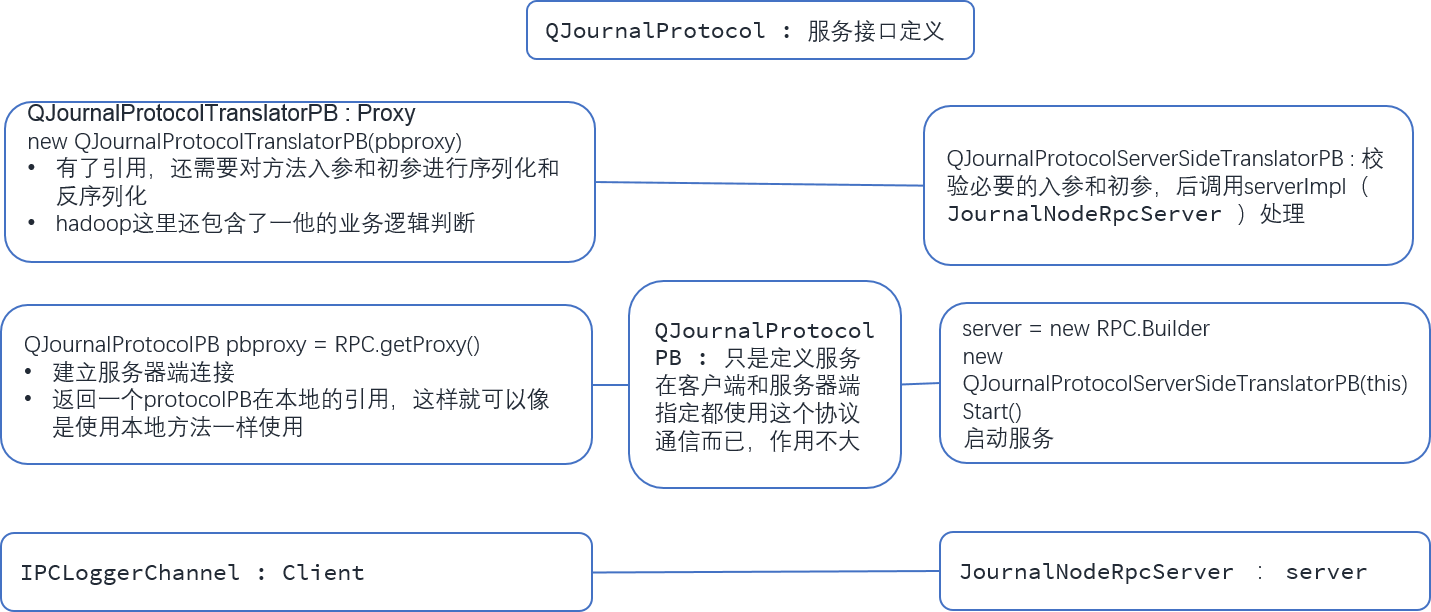 QJournalProtocol : 服务接口定义
QJournalProtocolTranslatorPB : Proxy
new QJournalProtocolTranslatorPB(pbproxy)
• 有了引用，还需要对方法入参和初参进行序列化和
反序列化
• hadoop这里还包含了一他的业务逻辑判断
QJournalProtocolServerSideTranslatorPB : 校
验必要的入参和初参，后调用serverImpl（
JournalNodeRpcServer ）处理
QJournalProtocolPB pbproxy = RPC.getProxy()
• 建立服务器端连接
• 返回一个protocolPB在本地的引用，这样就可以像
是使用本地方法一样使用
QJournalProtocol
PB : 只是定义服务
在客户端和服务器端
指定都使用这个协议
通信而已，作用不大
server = new RPC.Builder
new
QJournalProtocolServerSideTranslatorPB(this)
Start()
启动服务
IPCLoggerChannel : Client
JournalNodeRpcServer ： server